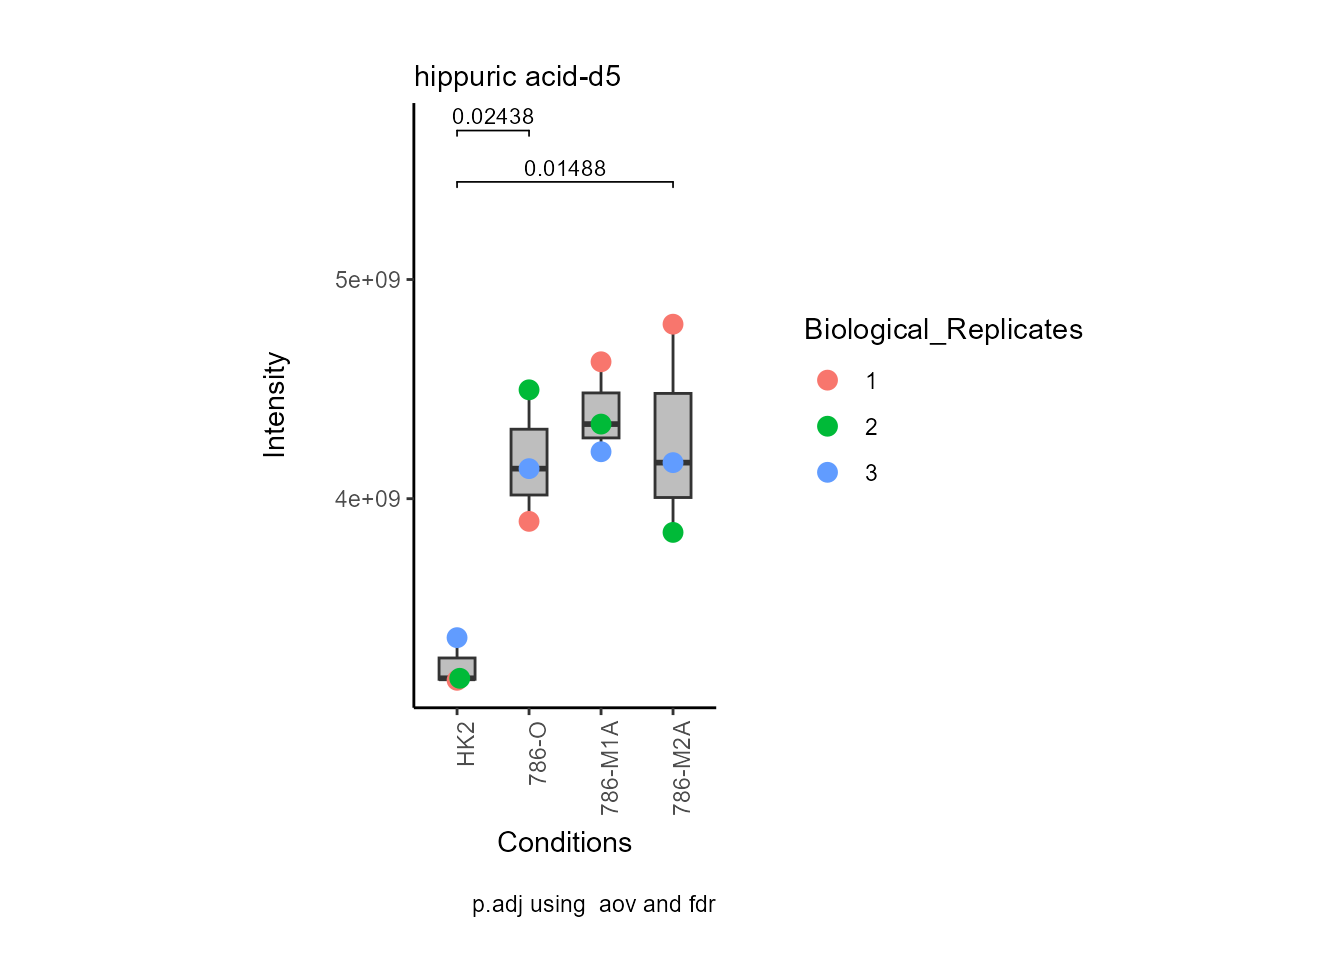 hippuric acid-d5
0.02438
0.01488
5e+09
4e+09
Intensity
HK2
786-O
786-M1A
786-M2A
Conditions
p.adj using  aov and fdr
Biological_Replicates
1
2
3